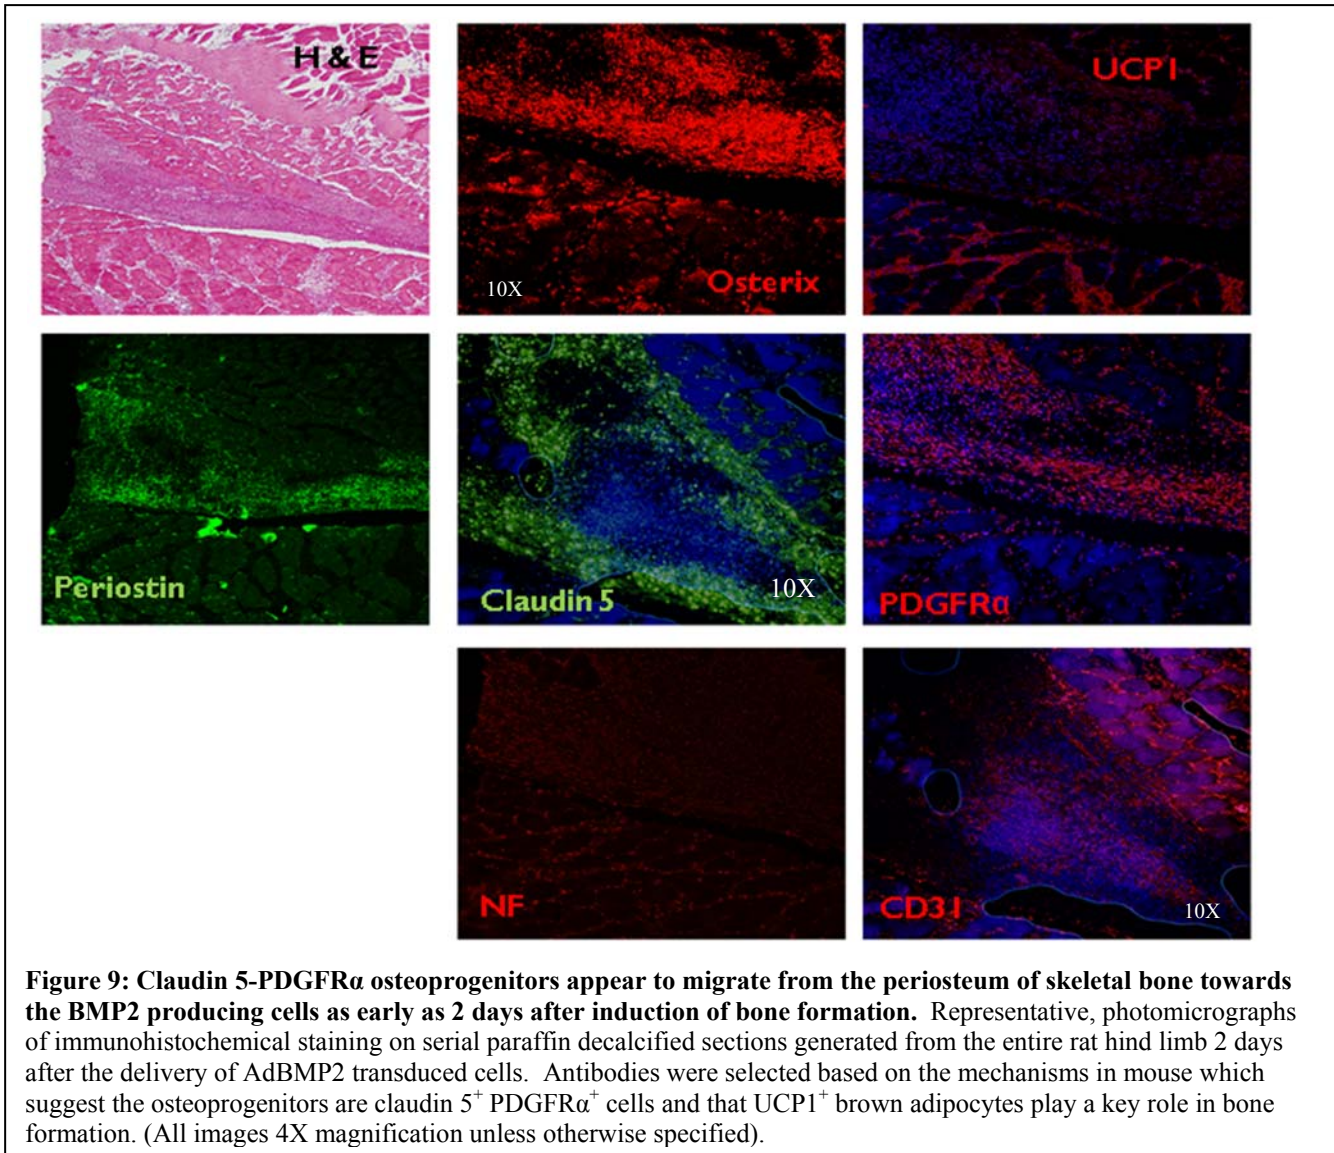 H & E
Osterix
10X
UCP1
Periostin
Claudin 5
10X
PDGFRα
NF
CD31
10X
Figure 9: Claudin 5-PDGFRα osteoprogenitors appear to migrate from the periosteum of skeletal bone towards
the BMP2 producing cells as early as 2 days after induction of bone formation. Representative, photomicrographs
of immunohistochemical staining on serial paraffin decalcified sections generated from the entire rat hind limb 2 days
after the delivery of AdBMP2 transduced cells. Antibodies were selected based on the mechanisms in mouse which
suggest the osteoprogenitors are claudin 5⁺ PDGFRα⁺ cells and that UCP1⁺ brown adipocytes play a key role in bone
formation. (All images 4X magnification unless otherwise specified).